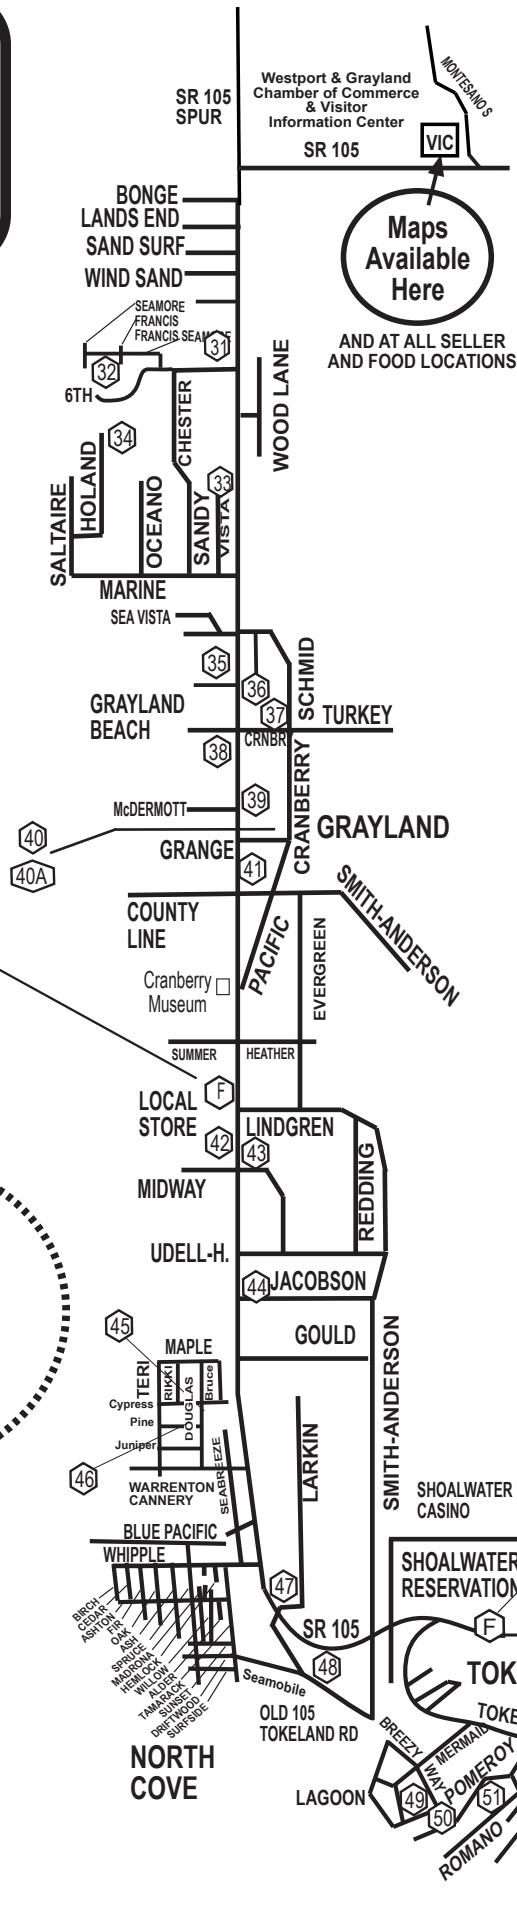 MONTESANO S
Westport & Grayland
Chamber of Commerce
& Visitor
Information Center
SR 105
SPUR
SR 105
VIC
BONGE
LANDS END
SAND SURF
WIND SAND
Maps
Available
Here
AND AT ALL SELLER
AND FOOD LOCATIONS
SEAMORE
FRANCIS
FRANCIS SEAMORE
31
32
6TH
CHESTER
WOOD LANE
34
HOLAND
SALTAIRE
OCEANO
SANDY
VISTA
33
MARINE
SEA VISTA
35
36
37
SCHMID
GRAYLAND
BEACH
TURKEY
CRNBR
38
39
CRANBERRY
McDERMOTT
GRAYLAND
40
40A
GRANGE
41
SMITH-ANDERSON
COUNTY
LINE
PACIFIC
EVERGREEN
Cranberry
Museum
SUMMER
HEATHER
F
LOCAL
STORE
LINDGREN
42
43
REDDING
MIDWAY
UDELL-H.
44
JACOBSON
45
GOULD
MAPLE
TERI
RIKKI
DOUGLAS
Bruce
Cypress
Pine
Juniper
46
SEABREEZE
LARKIN
SMITH-ANDERSON
WARRENTON
CANNERY
SHOALWATER
CASINO
BLUE PACIFIC
WHIPPLE
SHOALWATER
RESERVATION
47
F
BIRCH
CEDAR
ASHTON
FIR
OAK
ASH
SPRUCE
MADRONA
HEMLOCK
WILLOW
ALDER
TAMARACK
SUNSET
DRIFTWOOD
SURFSIDE
SR 105
48
TOK
Seamobile
OLD 105
TOKELAND RD
TOKE
BREEZY
WAY
MERMAID
POMEROY
NORTH
COVE
LAGOON
49
50
51
ROMANO